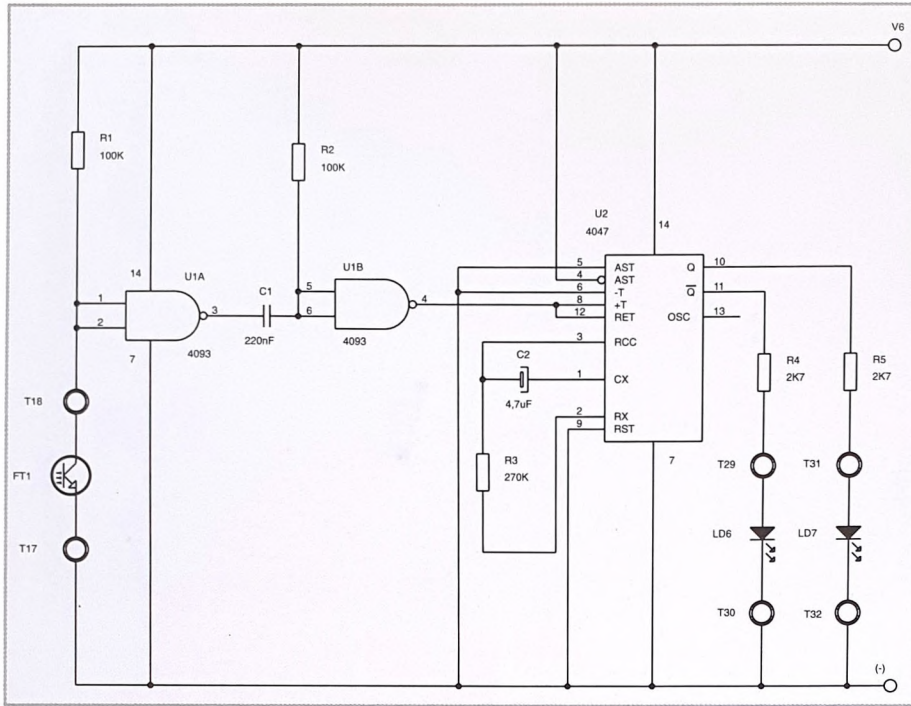 V6
R1
100K
R2
100K
U2
4047
14
14
U1A
1
2
3
7
4093
C1
220nF
U1B
5
6
4
4093
5
4
6
8
12
3
1
2
9
AST
AST
-T
+T
RET
RCC
CX
RX
RST
Q
Q
OSC
10
11
13
7
C2
4,7uF
R3
270K
R4
2K7
R5
2K7
T18
FT1
T17
T29
T31
LD6
LD7
T30
T32
(-)